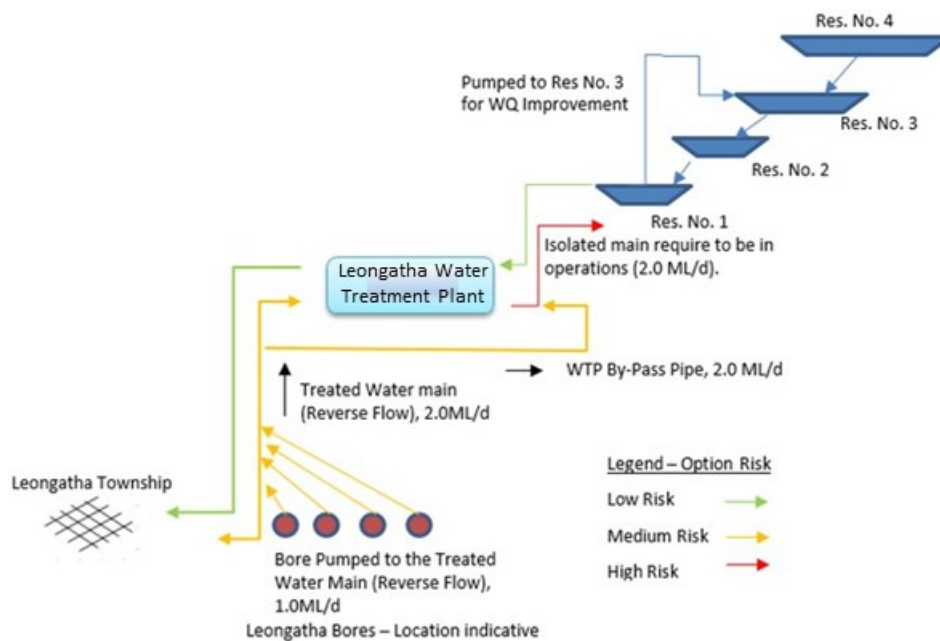 Res. No. 4
Pumped to Res No. 3
for WQ Improvement
Res. No. 3
Res. No. 2
Res. No. 1
Isolated main require to be in
operations (2.0 ML/d).
Leongatha Water
Treatment Plant
WTP By-Pass Pipe, 2.0 ML/d
Treated Water main
(Reverse Flow), 2.0ML/d
Leongatha Township
Legend – Option Risk
Low Risk
Medium Risk
High Risk
Bore Pumped to the Treated
Water Main (Reverse Flow),
1.0ML/d
Leongatha Bores – Location indicative